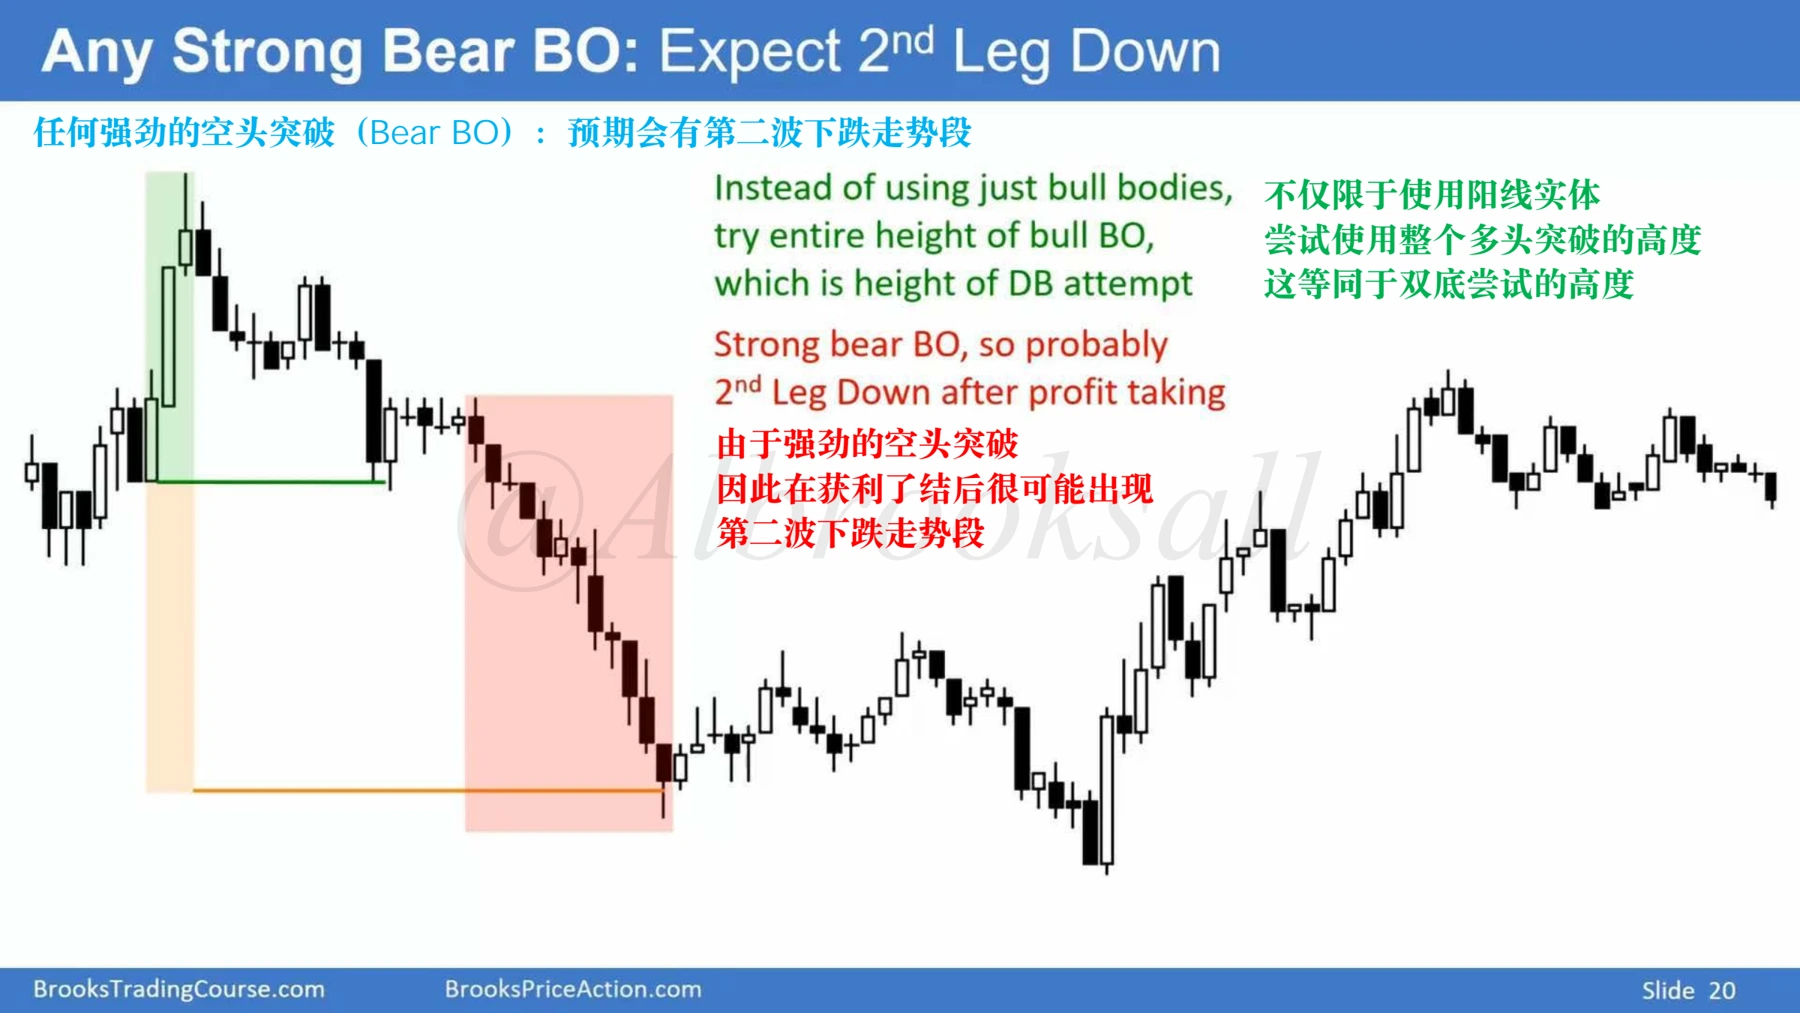 Any Strong Bear BO: Expect 2nd Leg Down
任何强劲的空头突破（Bear BO）：预期会有第二波下跌走势段
Instead of using just bull bodies,
try entire height of bull BO,
which is height of DB attempt
不仅限于使用阳线实体
尝试使用整个多头突破的高度
这等同于双底尝试的高度
Strong bear BO, so probably
2nd Leg Down after profit taking
由于强劲的空头突破
因此在获利了结后很可能出现
第二波下跌走势段
@Albrooksall
BrooksTradingCourse.com
BrooksPriceAction.com
Slide 20